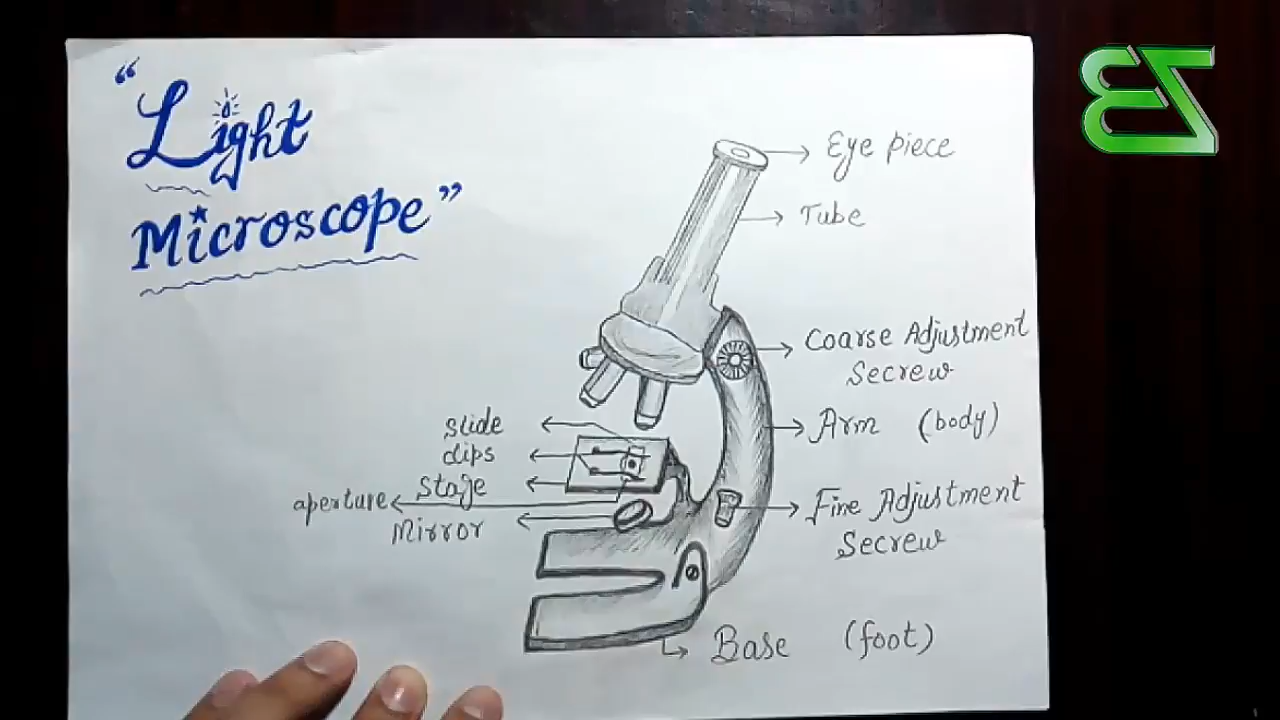 “Light
Microscope”
Eye piece
Tube
Coarse Adjustment
Secrew
Arm (body)
Fine Adjustment
Secrew
Base (foot)
slide
clips
stage
aperture
Mirror